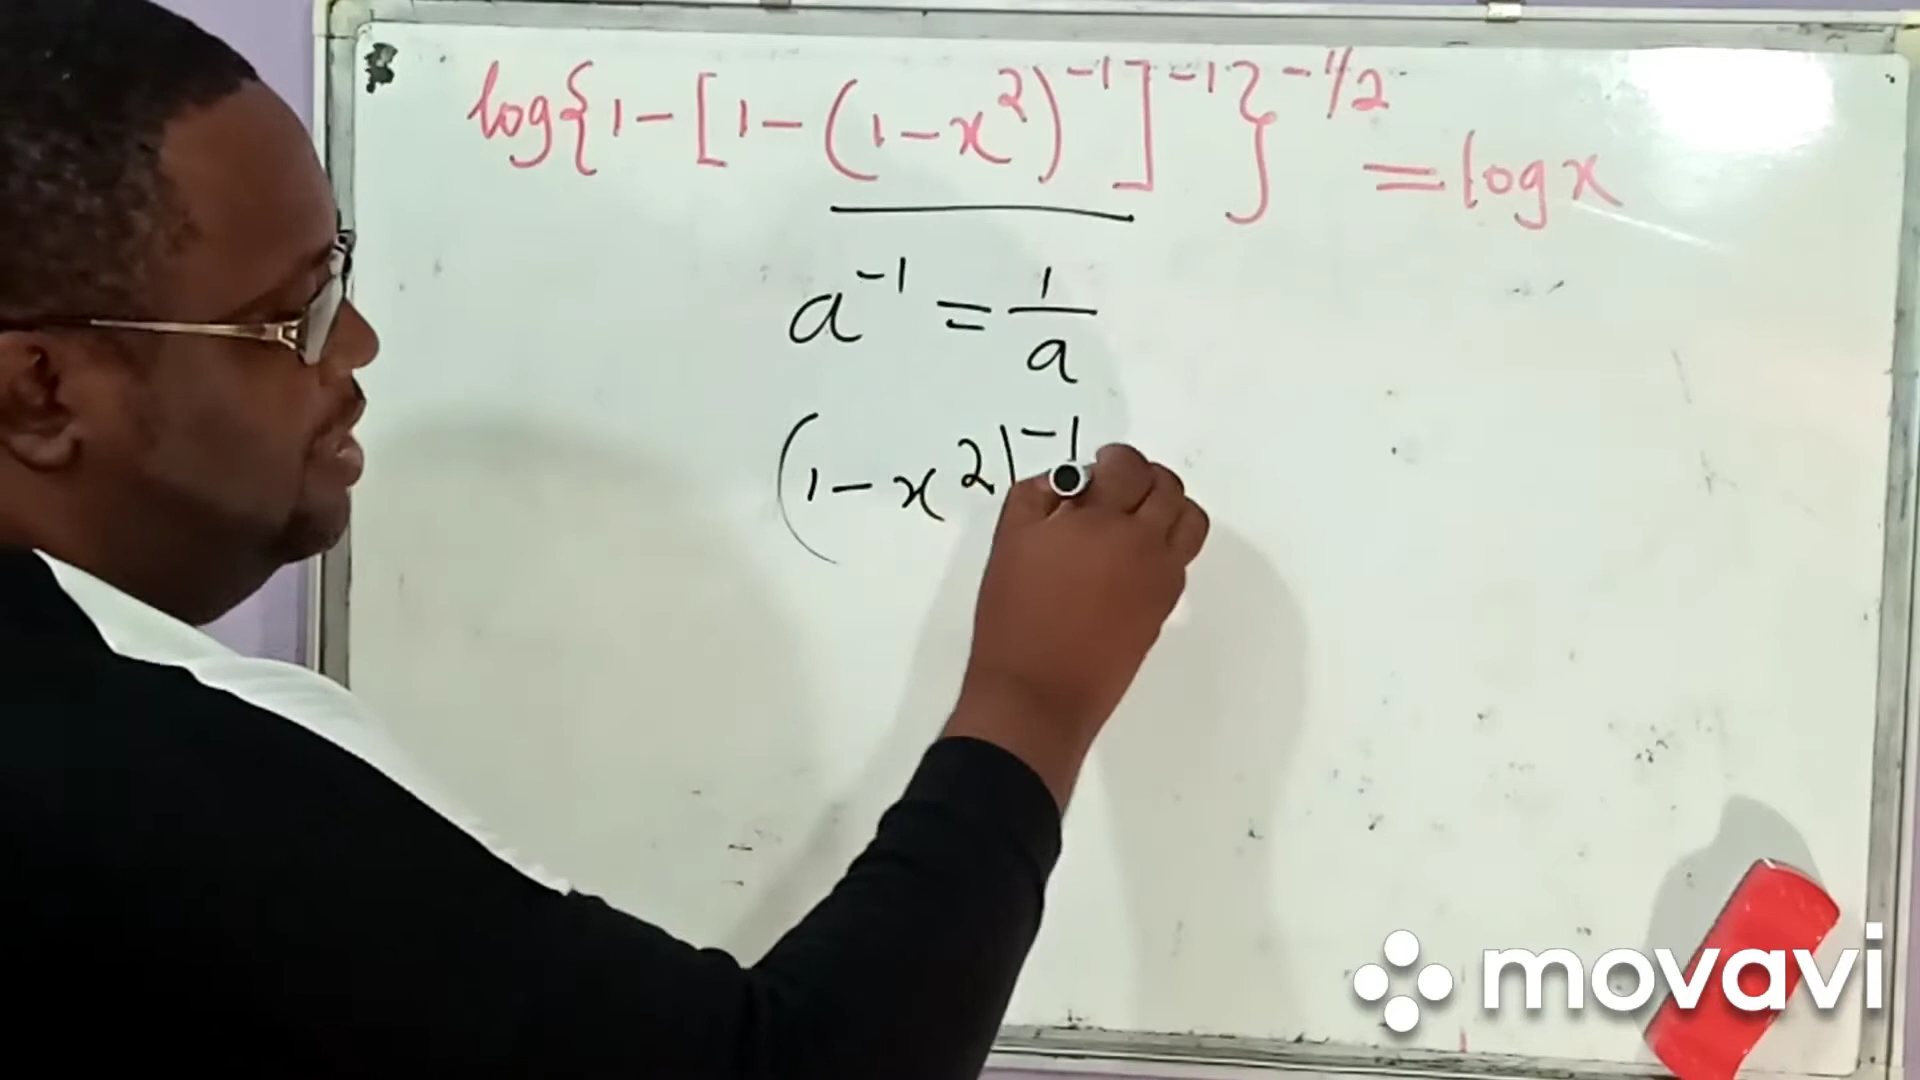 log{1-[1-(1-x²)⁻¹]⁻¹}⁻¹/² = log x
a⁻¹ = 1/a
(1-x²)⁻¹
movavi